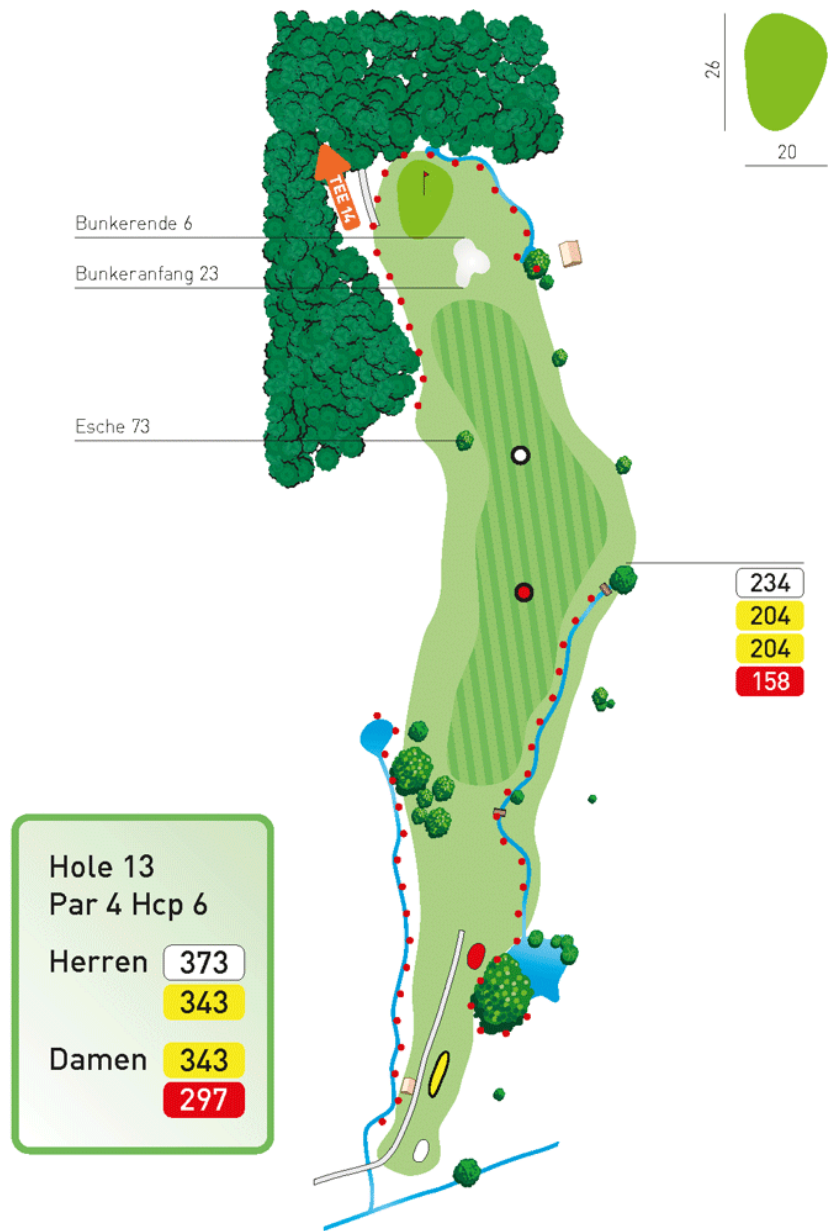 26
20
TEE 14
Bunkerende 6
Bunkeranfang 23
Esche 73
234
204
204
158
Hole 13
Par 4 Hcp 6
Herren 373
343
Damen 343
297